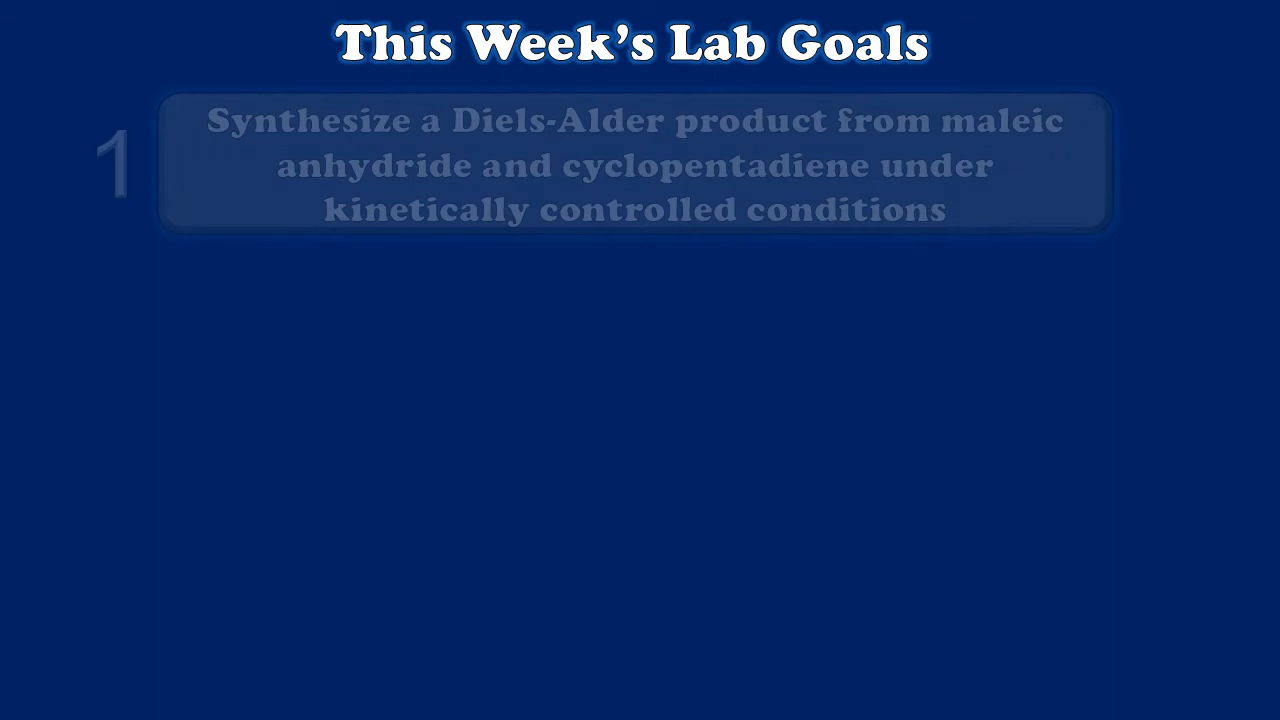 This Week’s Lab Goals
1
Synthesize a Diels-Alder product from maleic
anhydride and cyclopentadiene under
kinetically controlled conditions